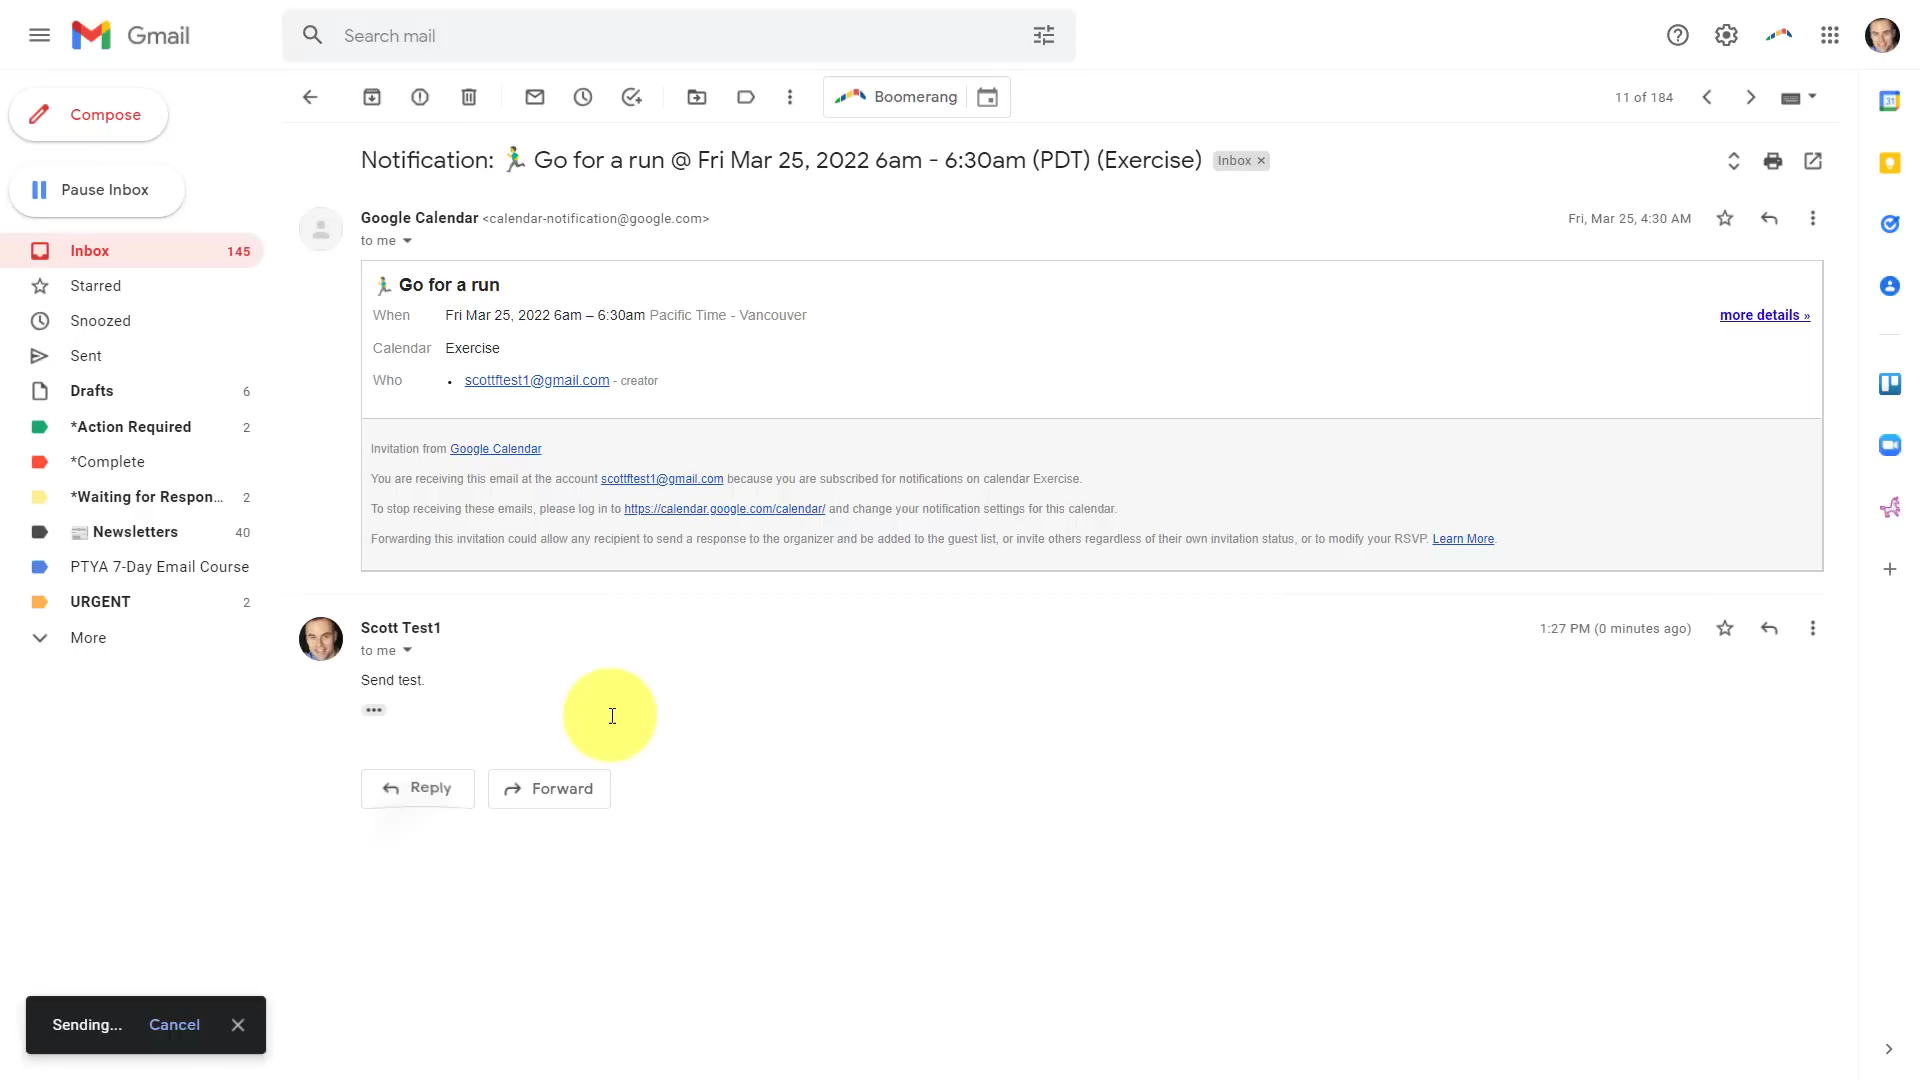 Gmail
Search mail
Compose
Pause Inbox
Inbox 145
Starred
Snoozed
Sent
Drafts 6
*Action Required 2
*Complete
*Waiting for Respon... 2
📰 Newsletters 40
PTYA 7-Day Email Course
URGENT 2
More
Boomerang
11 of 184
Notification: 🏃‍♂️ Go for a run @ Fri Mar 25, 2022 6am - 6:30am (PDT) (Exercise) Inbox ×
Google Calendar <calendar-notification@google.com> Fri, Mar 25, 4:30 AM
to me
🏃‍♂️ Go for a run
When Fri Mar 25, 2022 6am – 6:30am Pacific Time - Vancouver more details »
Calendar Exercise
Who • scottftest1@gmail.com - creator
Invitation from Google Calendar
You are receiving this email at the account scottftest1@gmail.com because you are subscribed for notifications on calendar Exercise.
To stop receiving these emails, please log in to https://calendar.google.com/calendar/ and change your notification settings for this calendar.
Forwarding this invitation could allow any recipient to send a response to the organizer and be added to the guest list, or invite others regardless of their own invitation status, or to modify your RSVP. Learn More.
Scott Test1 1:27 PM (0 minutes ago)
to me
Send test.
Reply Forward
Sending... Cancel
31